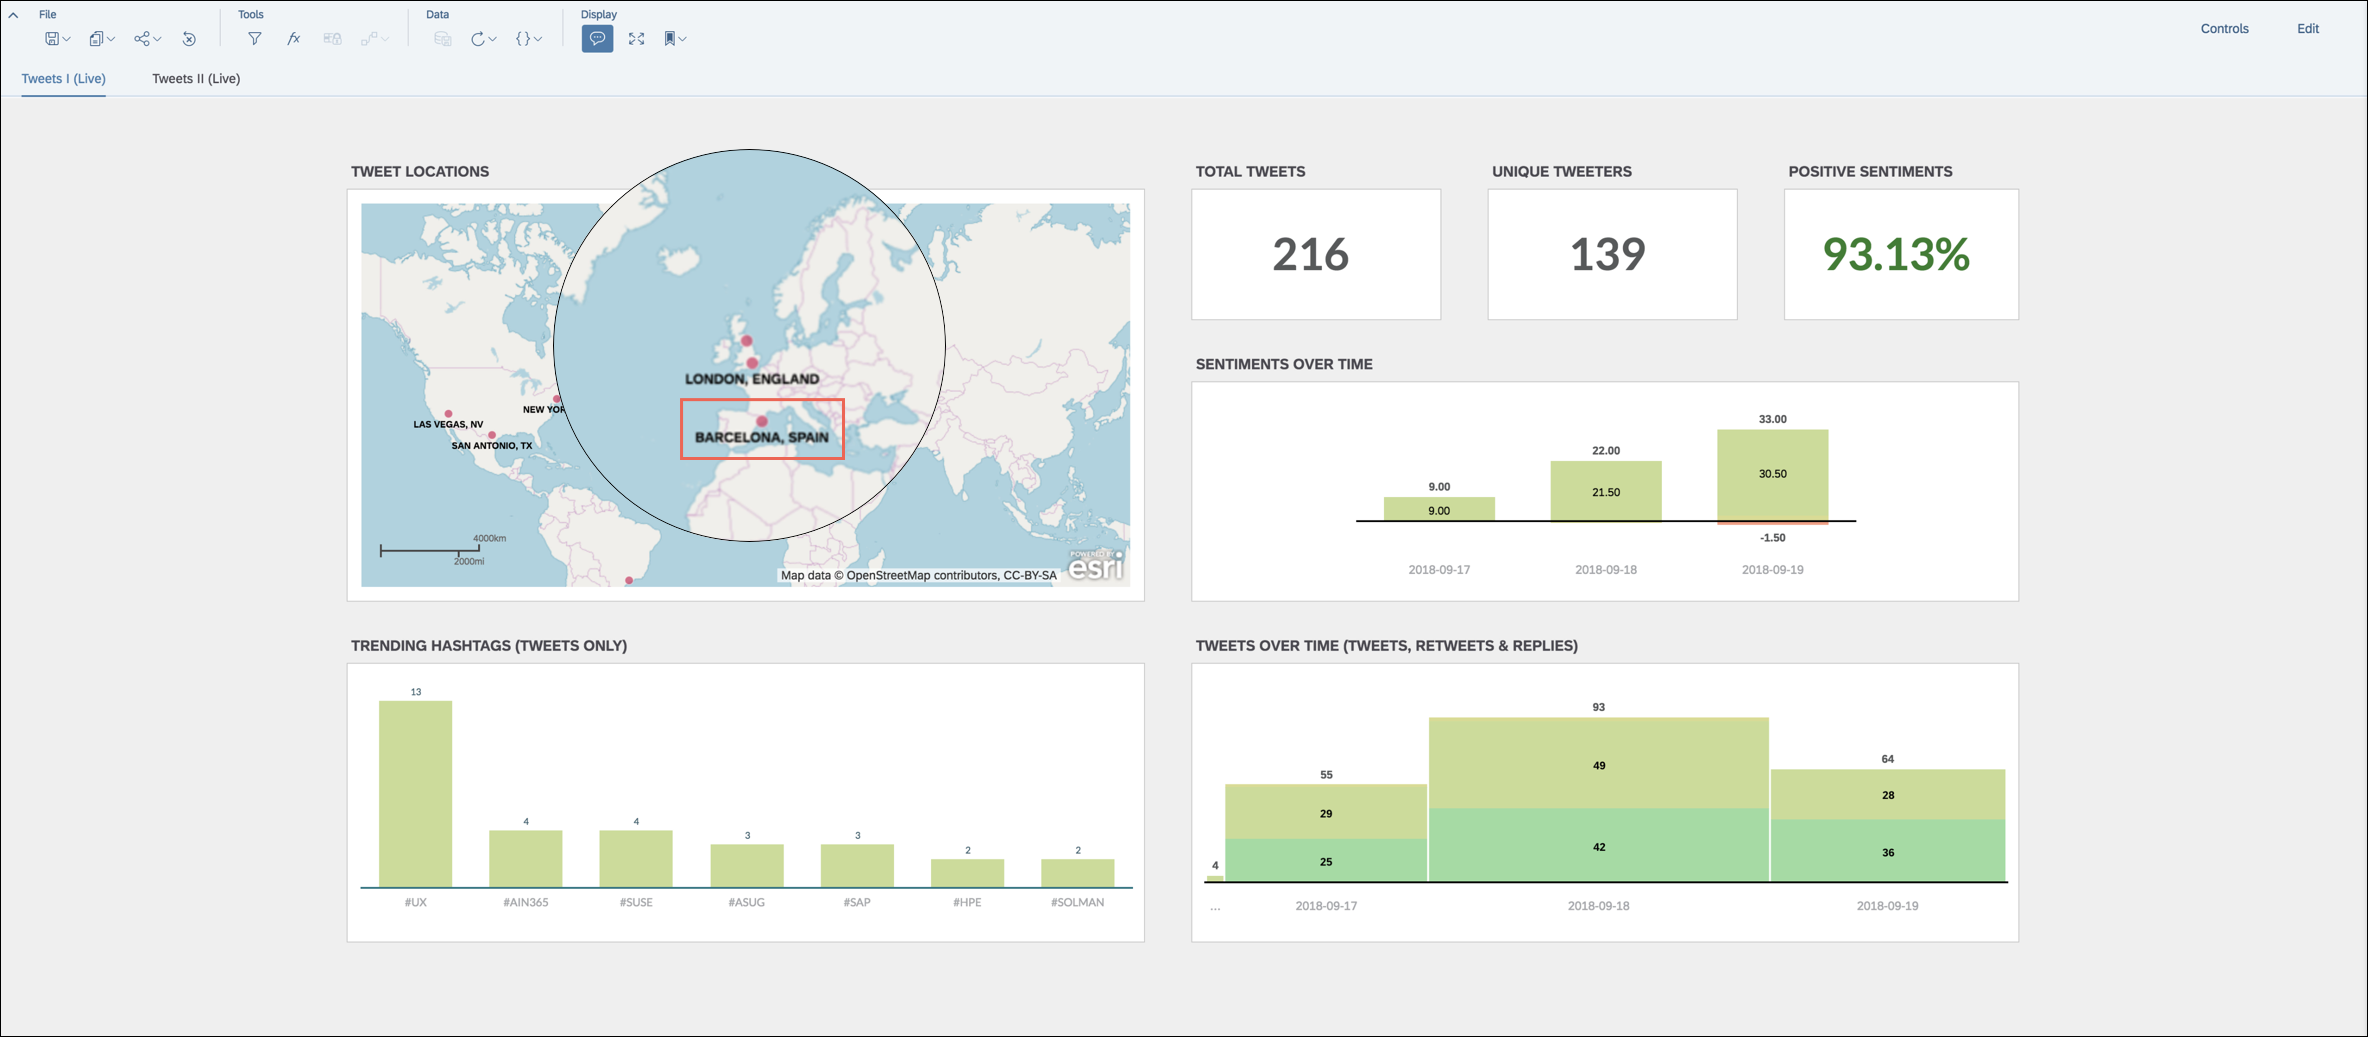 File
Tools
Data
Display
Controls
Edit
Tweets I (Live)
Tweets II (Live)
TWEET LOCATIONS
LONDON, ENGLAND
BARCELONA, SPAIN
NEW YOR
LAS VEGAS, NV
SAN ANTONIO, TX
4000km
2000mi
Map data © OpenStreetMap contributors, CC-BY-SA
POWERED BY
esri
TOTAL TWEETS
216
UNIQUE TWEETERS
139
POSITIVE SENTIMENTS
93.13%
SENTIMENTS OVER TIME
33.00
22.00
30.50
9.00
21.50
9.00
-1.50
2018-09-17
2018-09-18
2018-09-19
TRENDING HASHTAGS (TWEETS ONLY)
13
4
4
3
3
2
2
#UX
#AIN365
#SUSE
#ASUG
#SAP
#HPE
#SOLMAN
TWEETS OVER TIME (TWEETS, RETWEETS & REPLIES)
93
55
64
49
29
28
42
25
36
4
...
2018-09-17
2018-09-18
2018-09-19